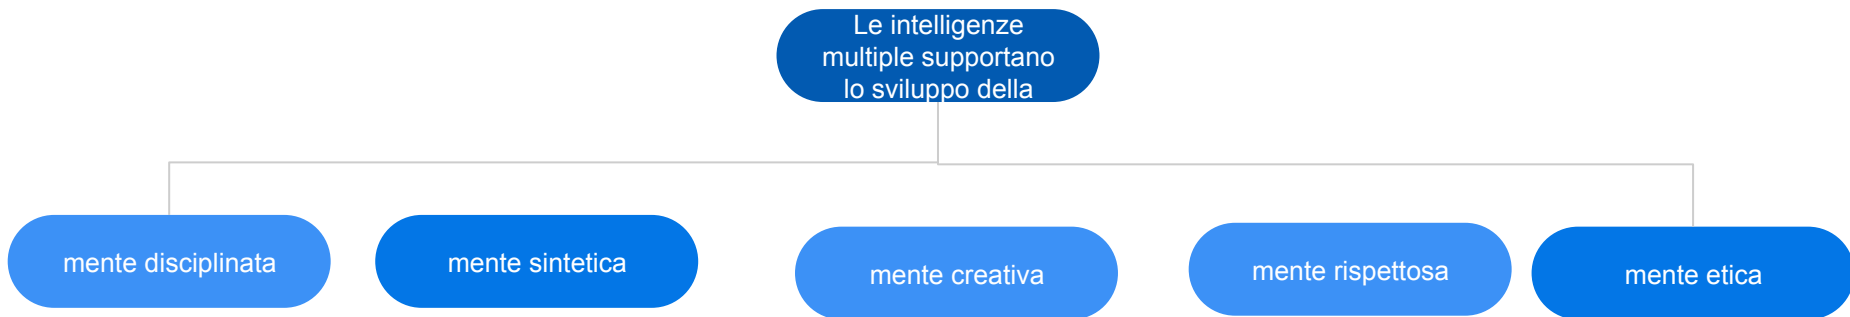 Le intelligenze
multiple supportano
lo sviluppo della
mente disciplinata
mente sintetica
mente creativa
mente rispettosa
mente etica